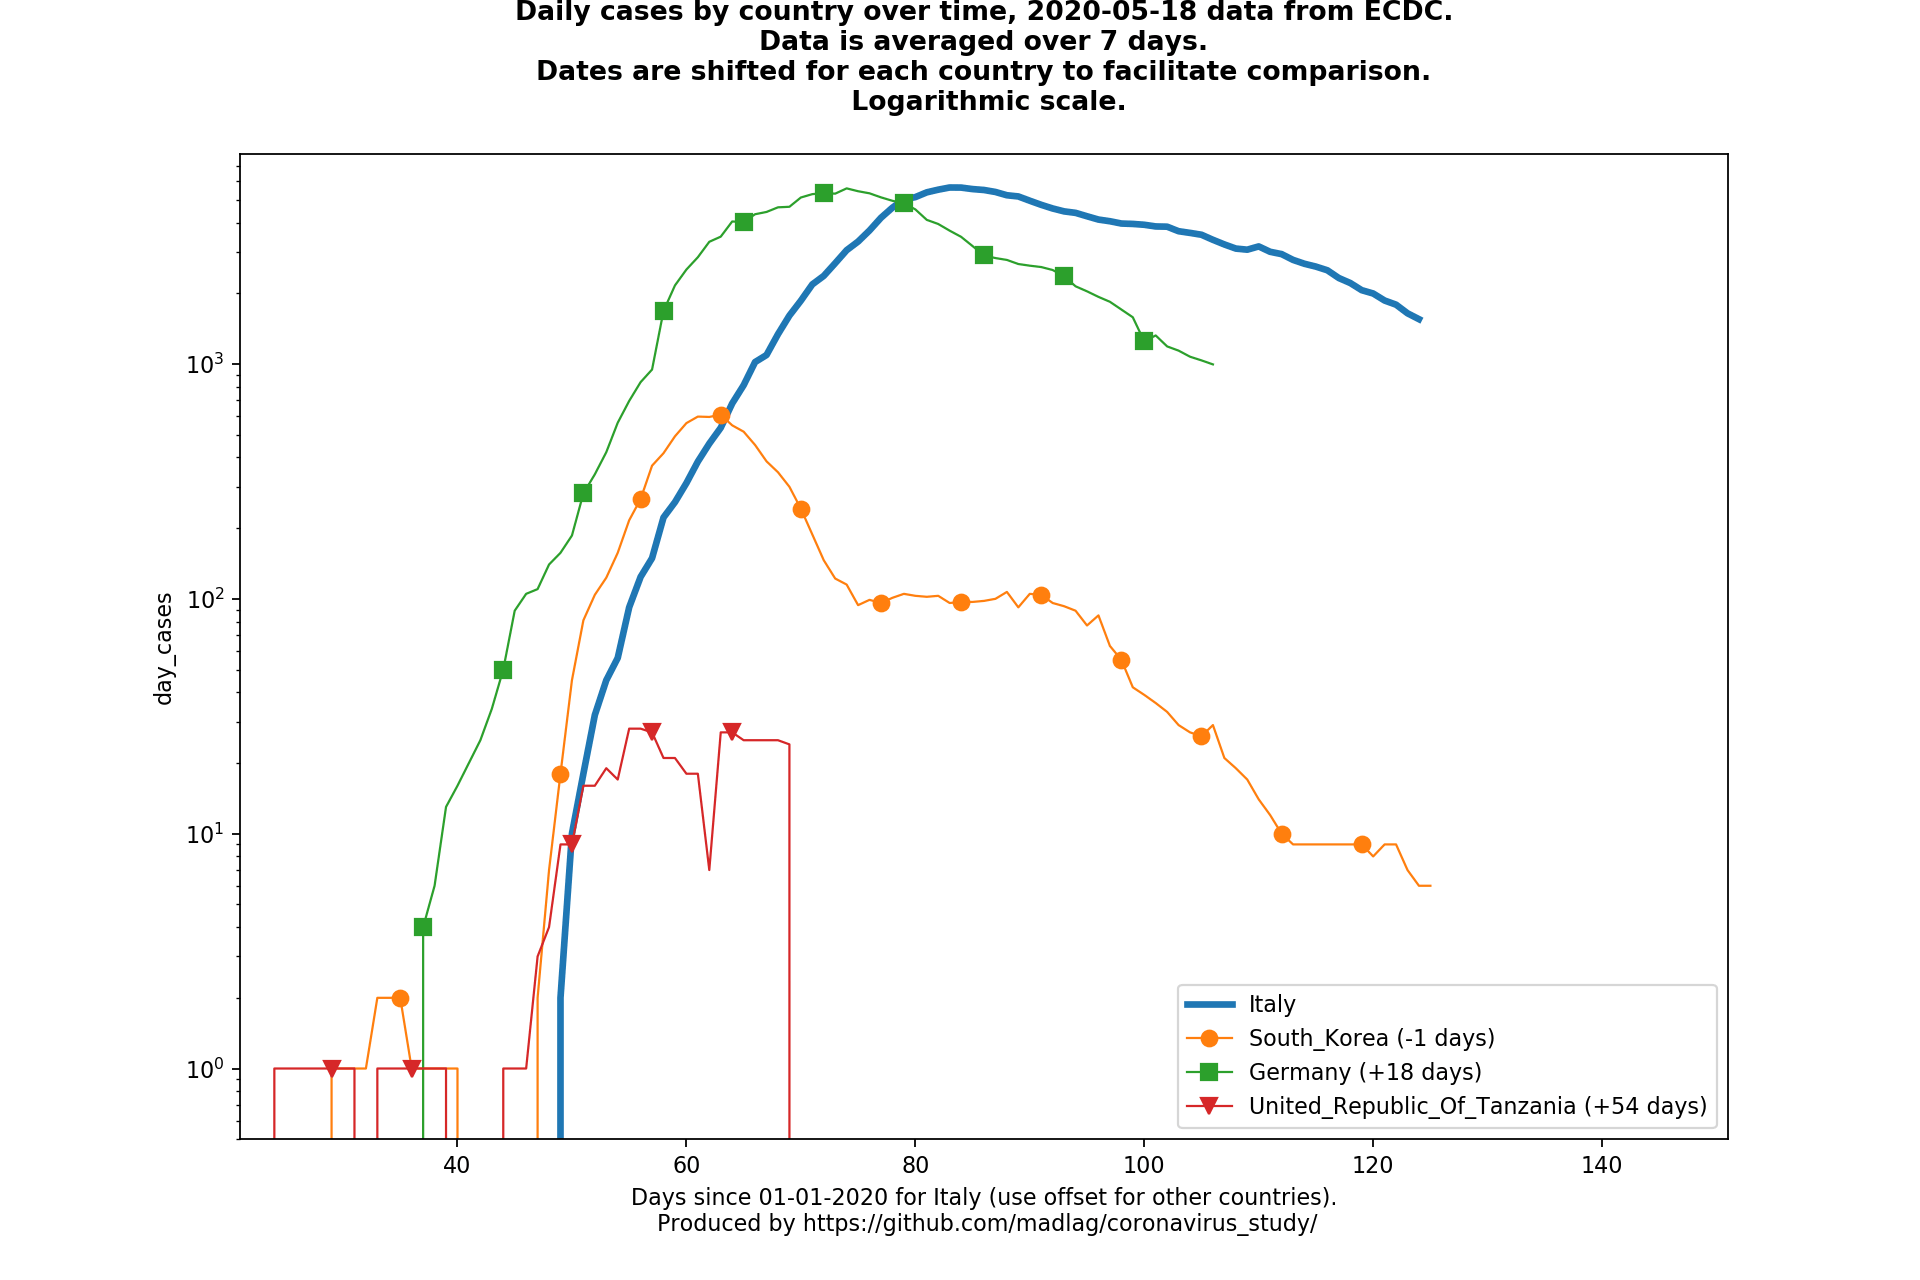 Daily cases by country over time, 2020-05-18 data from ECDC.
Data is averaged over 7 days.
Dates are shifted for each country to facilitate comparison.
Logarithmic scale.
day_cases
10³
10²
10¹
10⁰
40 60 80 100 120 140
Italy
South_Korea (-1 days)
Germany (+18 days)
United_Republic_Of_Tanzania (+54 days)
Days since 01-01-2020 for Italy (use offset for other countries).
Produced by https://github.com/madlag/coronavirus_study/